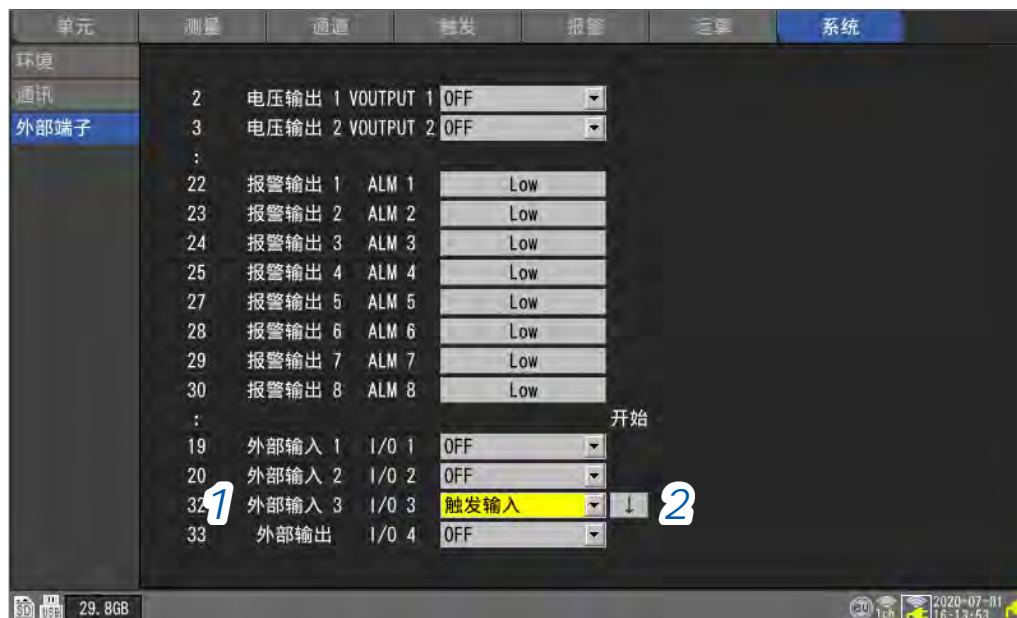 单元 测量 通道 触发 报警 运算 系统
环境
通讯
外部端子
2 电压输出 1 VOUTPUT 1 OFF
3 电压输出 2 VOUTPUT 2 OFF
:
22 报警输出 1 ALM 1 Low
23 报警输出 2 ALM 2 Low
24 报警输出 3 ALM 3 Low
25 报警输出 4 ALM 4 Low
27 报警输出 5 ALM 5 Low
28 报警输出 6 ALM 6 Low
29 报警输出 7 ALM 7 Low
30 报警输出 8 ALM 8 Low
: 开始
19 外部输入 1 I/O 1 OFF
20 外部输入 2 I/O 2 OFF
32 1 外部输入 3 I/O 3 触发输入 ↓ 2
33 外部输出 I/O 4 OFF
SD USB 29.8GB 1ch 2020-07-01
16-13-53